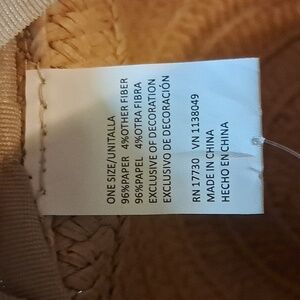 ONE SIZE/UNITALLA
96%PAPER 4%OTHER FIBER
96%PAPEL 4%OTRA FIBRA
EXCLUSIVE OF DECORATION
EXCLUSIVO DE DECORACIÓN
RN 17730 VN 1138049
MADE IN CHINA
HECHO EN CHINA